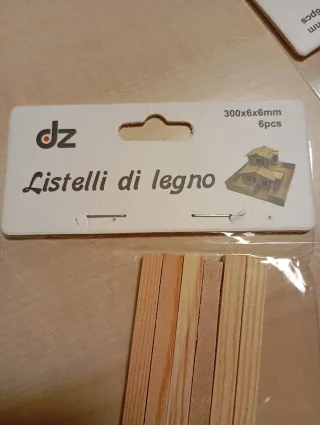 dz
300x6x6mm
6pcs
Listelli di legno